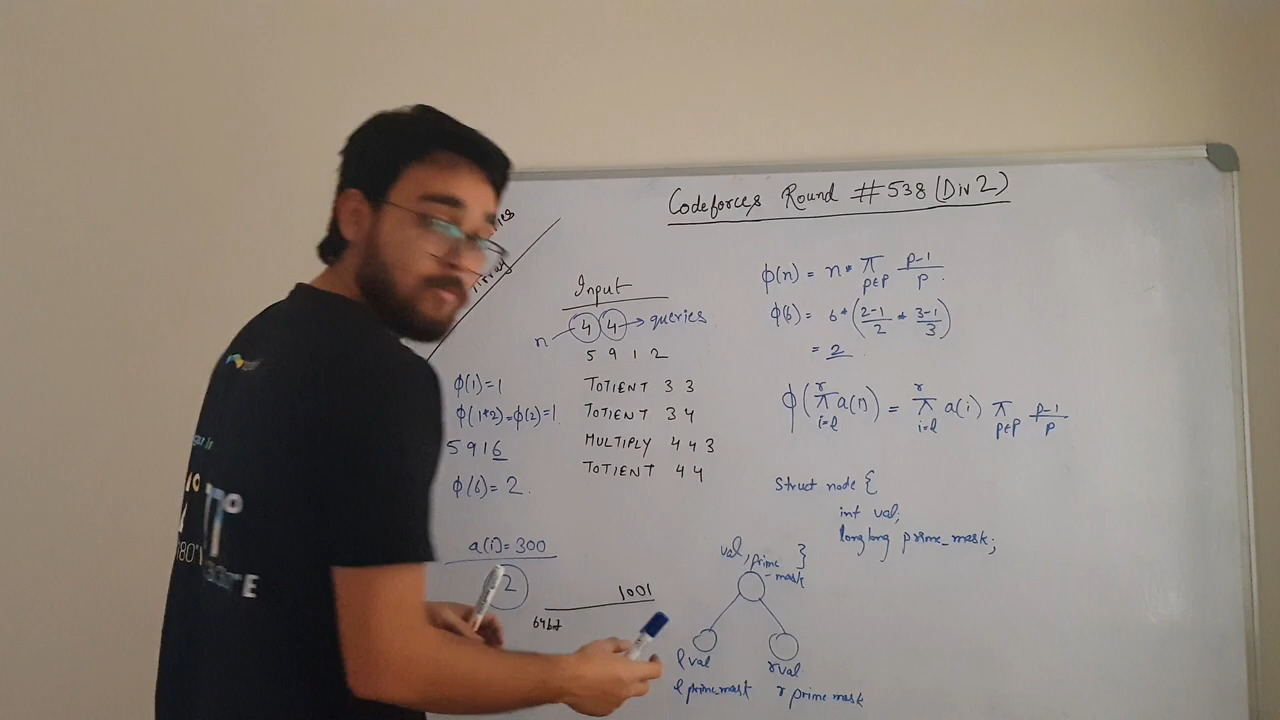 Codeforces Round #538 (Div 2)
Input
4 4 → queries
n
5 9 1 2
TOTIENT 3 3
TOTIENT 3 4
MULTIPLY 4 4 3
TOTIENT 4 4
ϕ(1)=1
ϕ(1*2)=ϕ(2)=1
5 9 1 6
ϕ(6)=2.
a(i)=300
2
1001
64bit
ϕ(n) = n * π p∈P p-1/p.
ϕ(6) = 6 * (2-1/2 * 3-1/3)
= 2.
ϕ(π i=l r a(i)) = π i=l r a(i) π p∈P p-1/p
Struct node {
int val;
long long prime_mask;
}
val, prime
-mask
l val
r val
l prime_mask
r prime mask